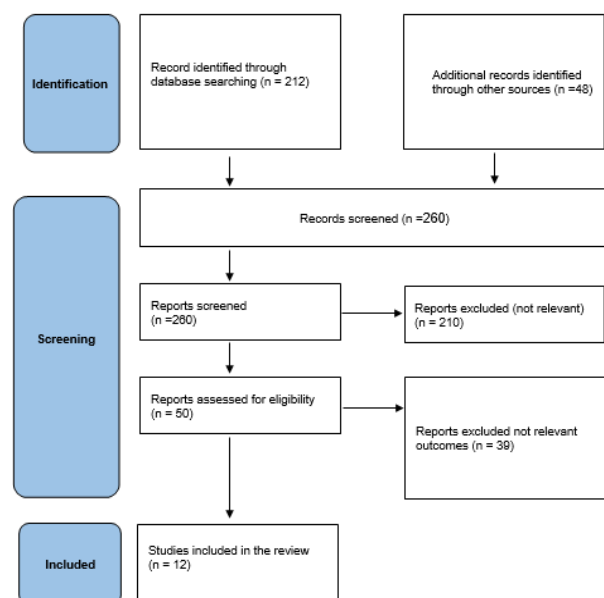 Identification
Record identified through
database searching (n = 212)
Additional records identified
through other sources (n =48)
Screening
Records screened (n =260)
Reports screened
(n =260)
Reports excluded (not relevant)
(n = 210)
Reports assessed for eligibility
(n = 50)
Reports excluded not relevant
outcomes (n = 39)
Included
Studies included in the review
(n = 12)